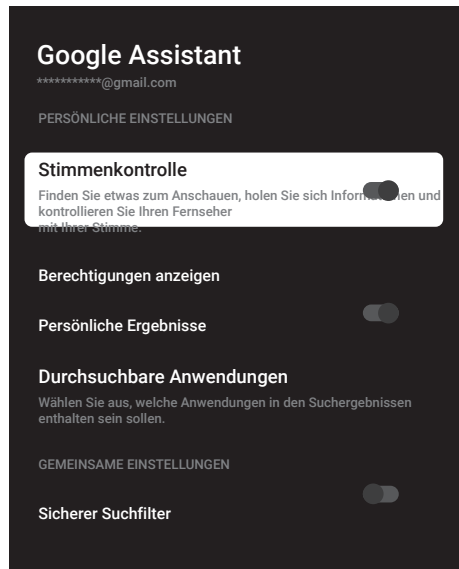 Google Assistant
***********@gmail.com
PERSÖNLICHE EINSTELLUNGEN
Stimmenkontrolle
Finden Sie etwas zum Anschauen, holen Sie sich Informationen und
kontrollieren Sie Ihren Fernseher
mit Ihrer Stimme.
Berechtigungen anzeigen
Persönliche Ergebnisse
Durchsuchbare Anwendungen
Wählen Sie aus, welche Anwendungen in den Suchergebnissen
enthalten sein sollen.
GEMEINSAME EINSTELLUNGEN
Sicherer Suchfilter